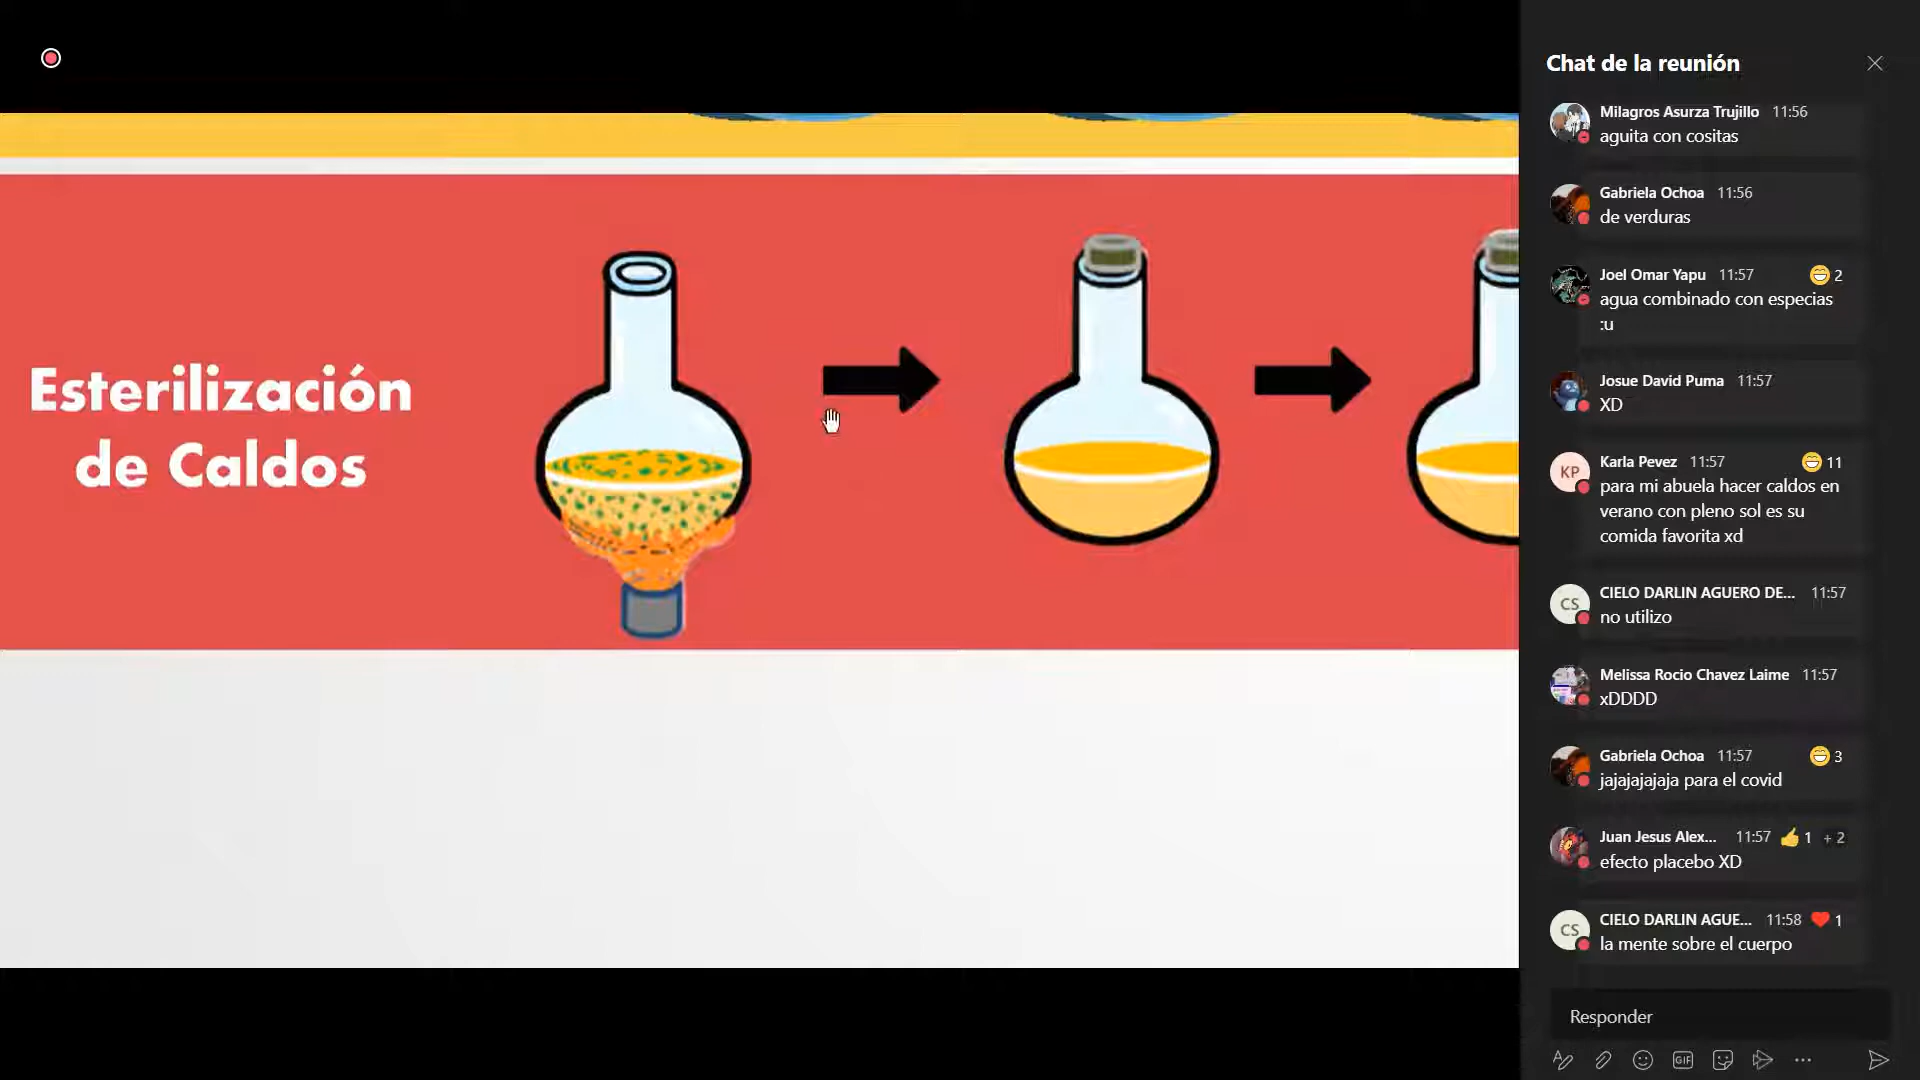 Esterilización
de Caldos
Chat de la reunión
Milagros Asurza Trujillo 11:56
aguita con cositas
Gabriela Ochoa 11:56
de verduras
Joel Omar Yapu 11:57 2
agua combinado con especias
:u
Josue David Puma 11:57
XD
KP
Karla Pevez 11:57 11
para mi abuela hacer caldos en
verano con pleno sol es su
comida favorita xd
CS
CIELO DARLIN AGUERO DE... 11:57
no utilizo
Melissa Rocio Chavez Laime 11:57
xDDDD
Gabriela Ochoa 11:57 3
jajajajajaja para el covid
Juan Jesus Alex... 11:57 1 + 2
efecto placebo XD
CS
CIELO DARLIN AGUE... 11:58 1
la mente sobre el cuerpo
Responder
GIF